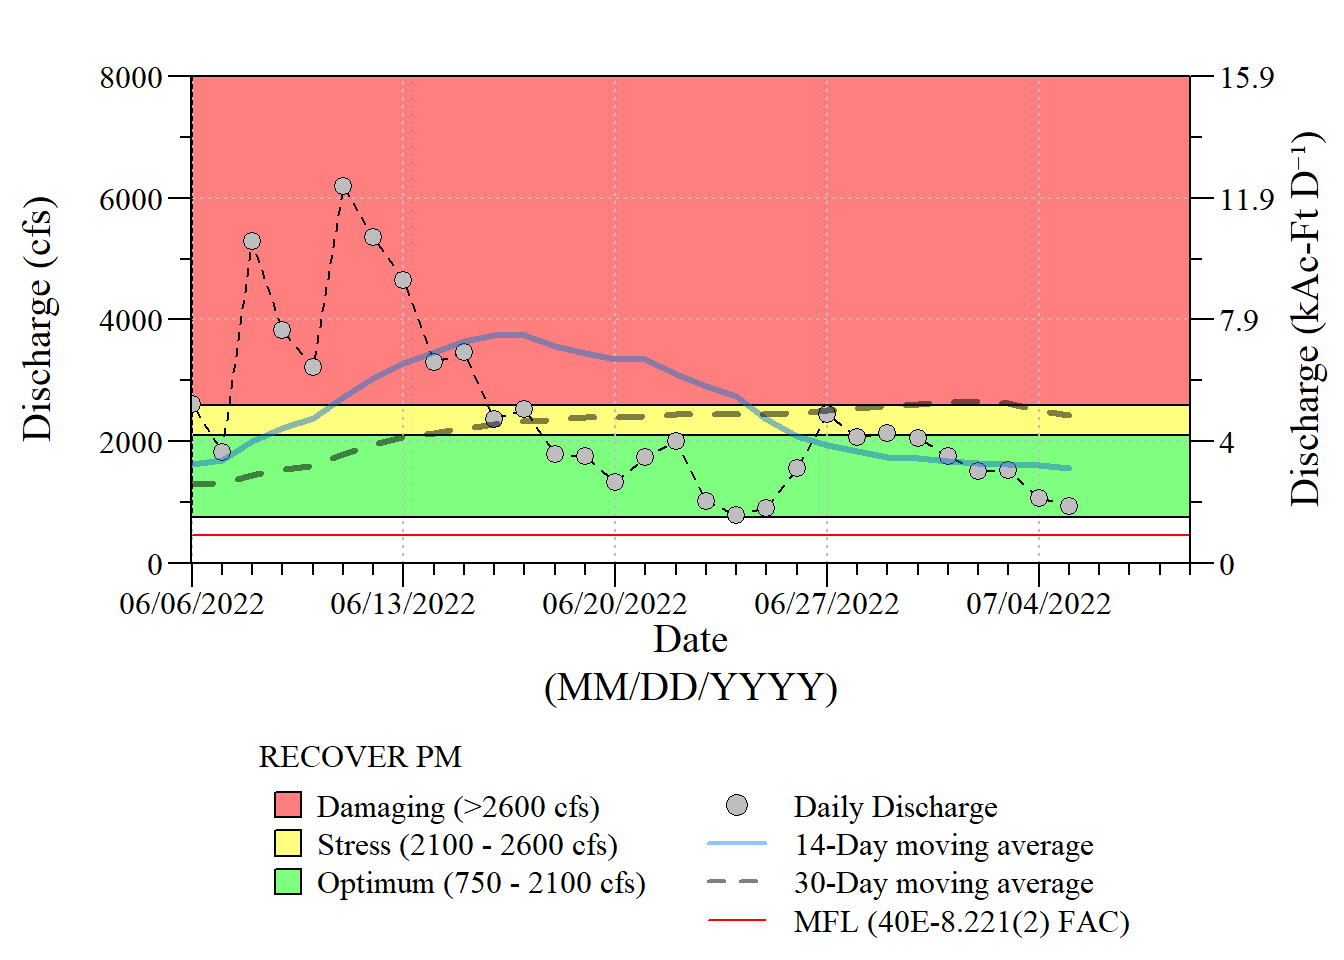 8000
6000
4000
2000
0
Discharge (cfs)
15.9
11.9
7.9
4
0
Discharge (kAc-Ft D⁻¹)
06/06/2022 06/13/2022 06/20/2022 06/27/2022 07/04/2022
Date
(MM/DD/YYYY)
RECOVER PM
Damaging (>2600 cfs)
Stress (2100 - 2600 cfs)
Optimum (750 - 2100 cfs)
Daily Discharge
14-Day moving average
30-Day moving average
MFL (40E-8.221(2) FAC)